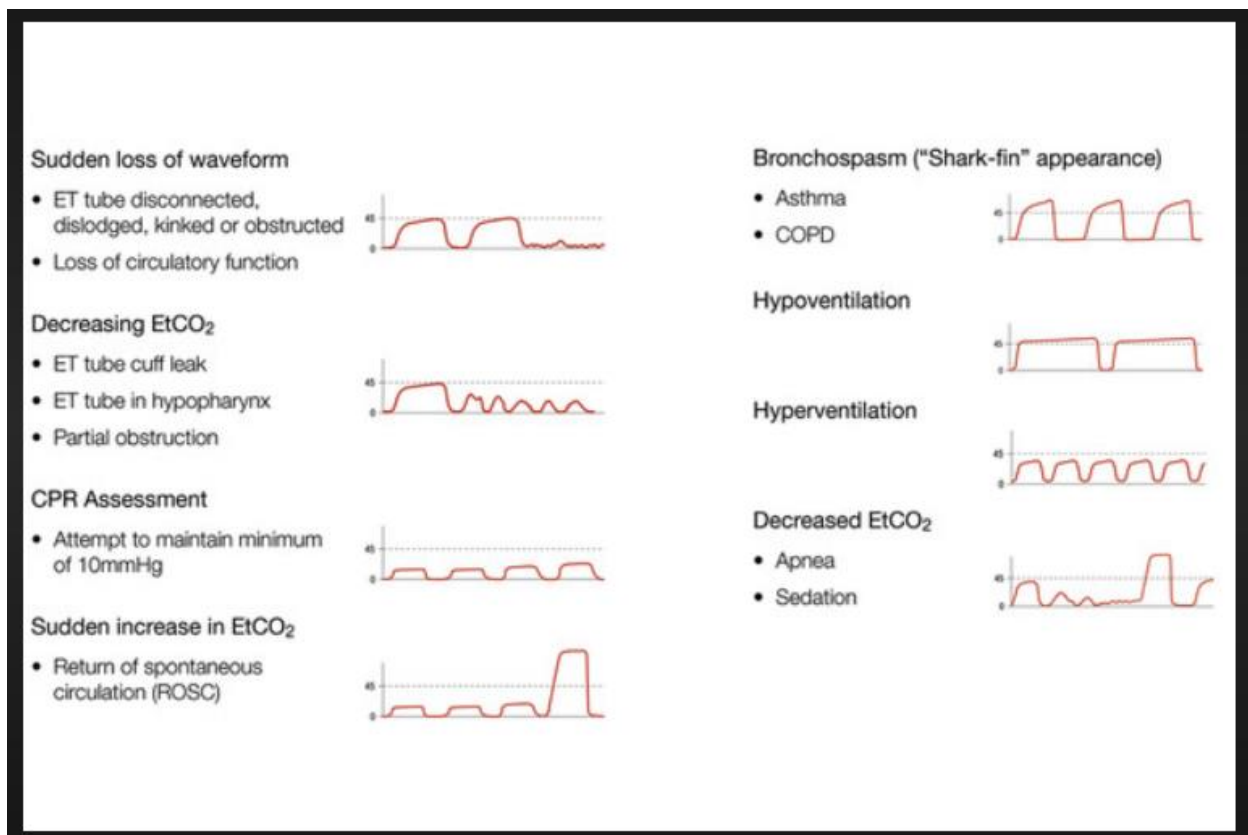 Sudden loss of waveform
• ET tube disconnected,
dislodged, kinked or obstructed
• Loss of circulatory function
45
0
Decreasing EtCO₂
• ET tube cuff leak
• ET tube in hypopharynx
• Partial obstruction
45
0
CPR Assessment
• Attempt to maintain minimum
of 10mmHg
45
0
Sudden increase in EtCO₂
• Return of spontaneous
circulation (ROSC)
45
0
Bronchospasm (“Shark-fin” appearance)
• Asthma
• COPD
45
0
Hypoventilation
45
0
Hyperventilation
45
0
Decreased EtCO₂
• Apnea
• Sedation
45
0